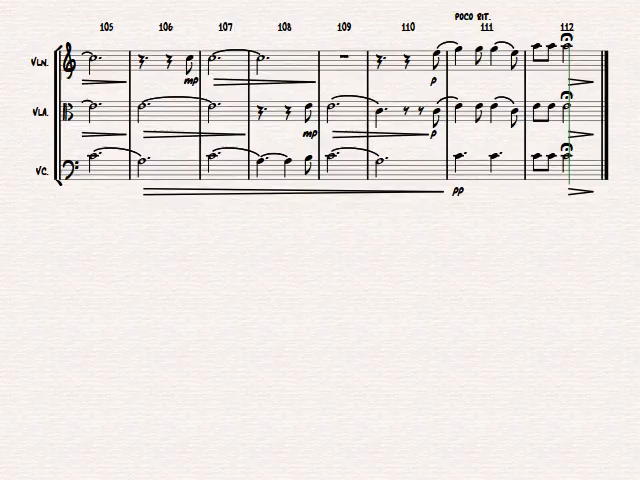 POCO RIT.
105 106 107 108 109 110 111 112
VLN.
mp p
VLA.
mp p
VC.
pp